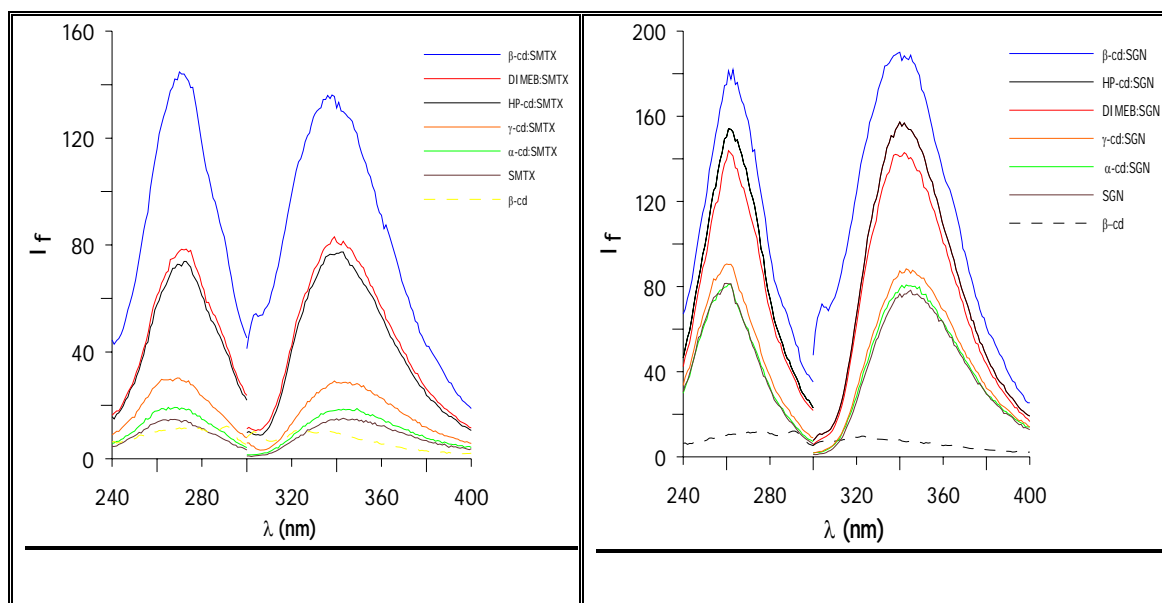 160
120
80
40
0
I f
240
280
320
360
400
λ (nm)
β-cd:SMTX
DIMEB:SMTX
HP-cd:SMTX
γ-cd:SMTX
α-cd:SMTX
SMTX
β-cd
200
160
120
80
40
0
I f
240
280
320
360
400
λ (nm)
β-cd:SGN
HP-cd:SGN
DIMEB:SGN
γ-cd:SGN
α-cd:SGN
SGN
β-cd